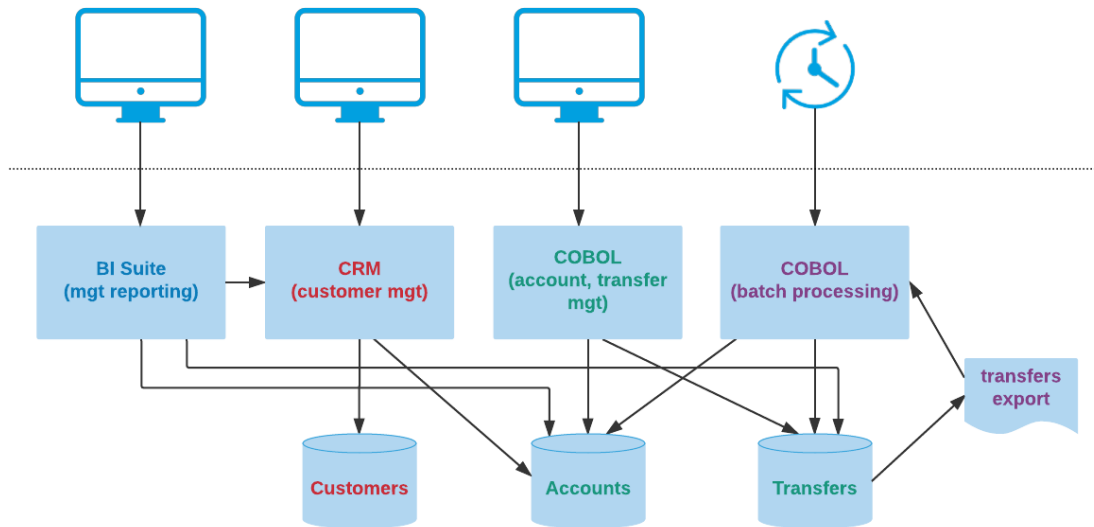 BI Suite
(mgt reporting)
CRM
(customer mgt)
COBOL
(account, transfer
mgt)
COBOL
(batch processing)
transfers
export
Customers
Accounts
Transfers